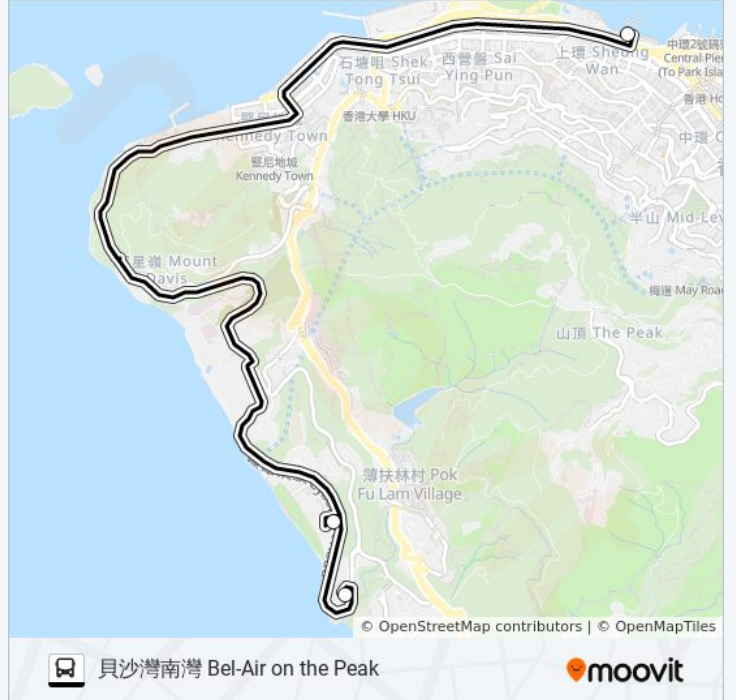 石塘咀 Shek
Tong Tsui
西營盤 Sai
Ying Pun
上環 Sheung
Wan
中環2號碼
Central Pier
(To Park Isla
香港大學 HKU
香港
Kennedy Town
中環 C
堅尼地城
Kennedy Town
半山 Mid-Lev
星嶺 Mount
Davis
梅道 May Road
山頂 The Peak
薄扶林村 Pok
Fu Lam Village
© OpenStreetMap contributors | © OpenMapTiles
貝沙灣南灣 Bel-Air on the Peak
moovit